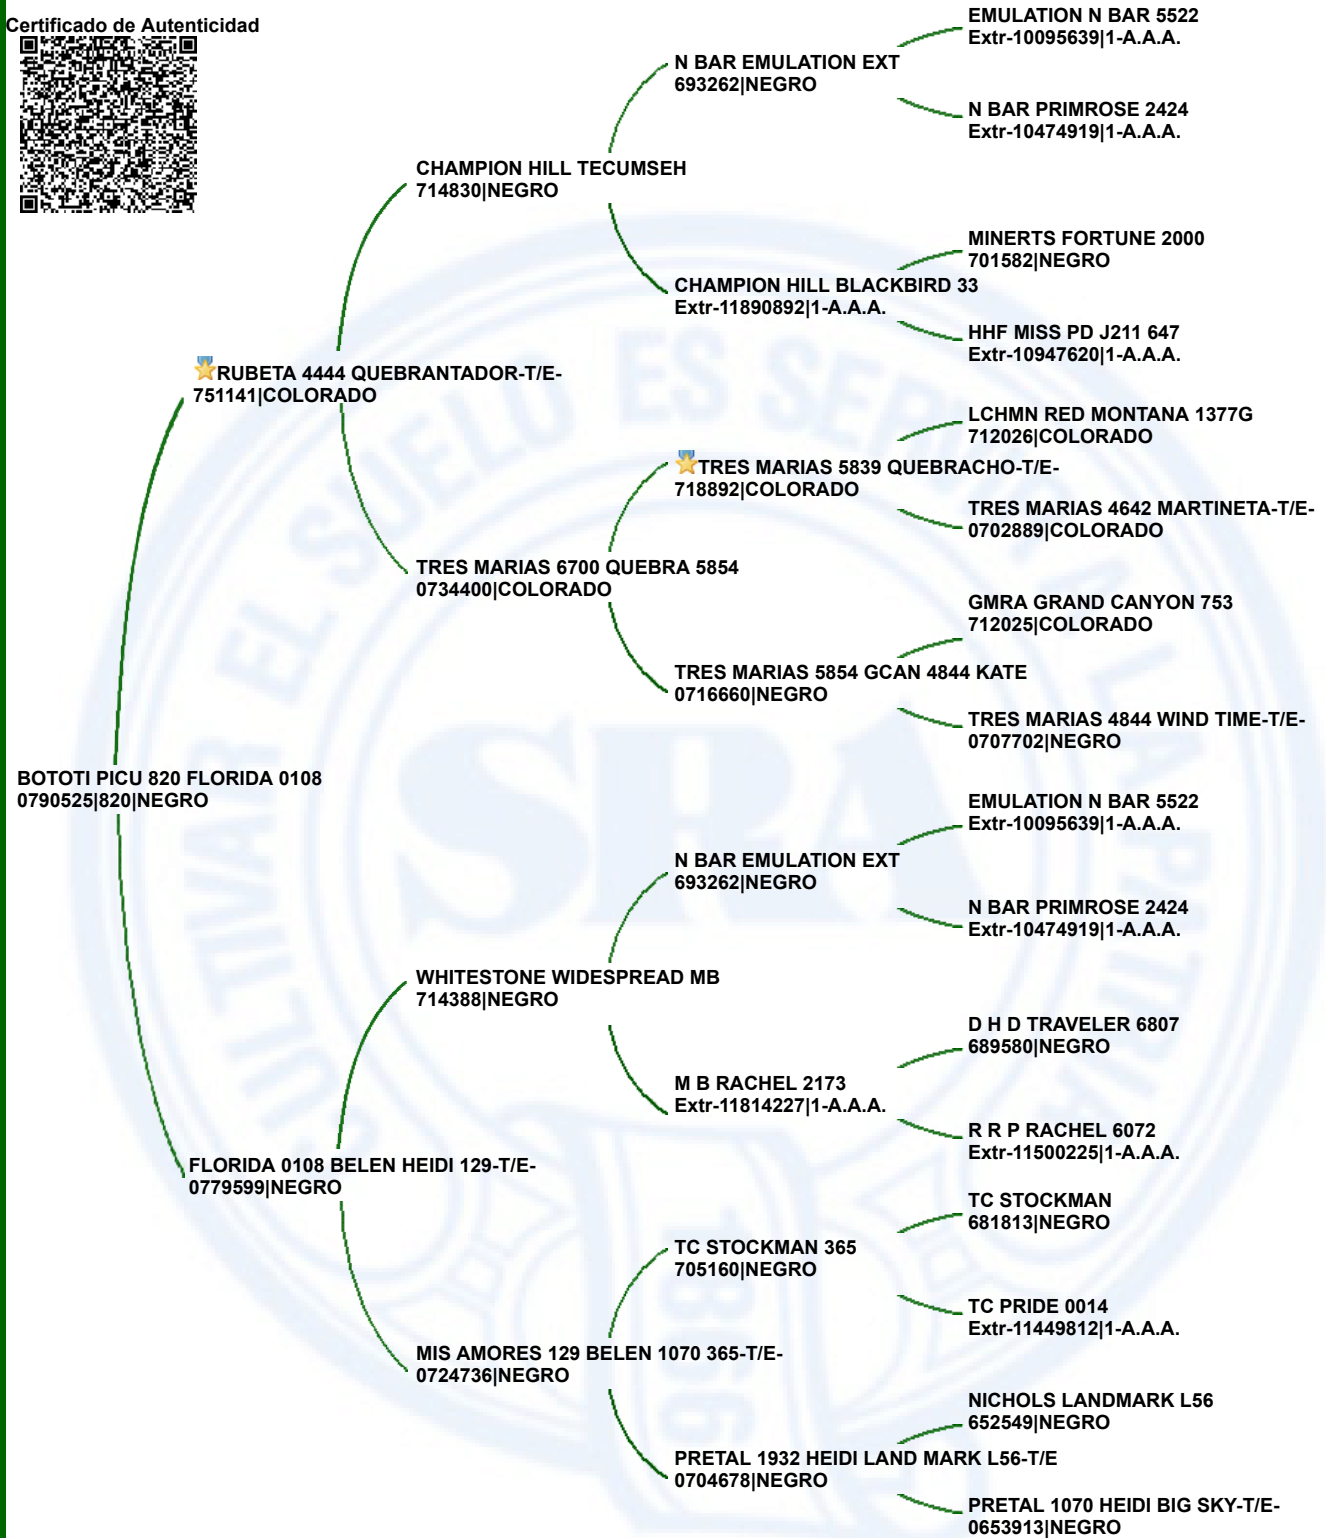 Certificado de Autenticidad
EMULATION N BAR 5522
Extr-10095639|1-A.A.A.
N BAR EMULATION EXT
693262|NEGRO
N BAR PRIMROSE 2424
Extr-10474919|1-A.A.A.
CHAMPION HILL TECUMSEH
714830|NEGRO
MINERTS FORTUNE 2000
701582|NEGRO
CHAMPION HILL BLACKBIRD 33
Extr-11890892|1-A.A.A.
HHF MISS PD J211 647
Extr-10947620|1-A.A.A.
RUBETA 4444 QUEBRANTADOR-T/E-
751141|COLORADO
LCHMN RED MONTANA 1377G
712026|COLORADO
TRES MARIAS 5839 QUEBRACHO-T/E-
718892|COLORADO
TRES MARIAS 4642 MARTINETA-T/E-
0702889|COLORADO
TRES MARIAS 6700 QUEBRA 5854
0734400|COLORADO
GMRA GRAND CANYON 753
712025|COLORADO
TRES MARIAS 5854 GCAN 4844 KATE
0716660|NEGRO
TRES MARIAS 4844 WIND TIME-T/E-
0707702|NEGRO
BOTOTI PICU 820 FLORIDA 0108
0790525|820|NEGRO
EMULATION N BAR 5522
Extr-10095639|1-A.A.A.
N BAR EMULATION EXT
693262|NEGRO
N BAR PRIMROSE 2424
Extr-10474919|1-A.A.A.
WHITESTONE WIDESPREAD MB
714388|NEGRO
D H D TRAVELER 6807
689580|NEGRO
M B RACHEL 2173
Extr-11814227|1-A.A.A.
R R P RACHEL 6072
Extr-11500225|1-A.A.A.
FLORIDA 0108 BELEN HEIDI 129-T/E-
0779599|NEGRO
TC STOCKMAN
681813|NEGRO
TC STOCKMAN 365
705160|NEGRO
TC PRIDE 0014
Extr-11449812|1-A.A.A.
MIS AMORES 129 BELEN 1070 365-T/E-
0724736|NEGRO
NICHOLS LANDMARK L56
652549|NEGRO
PRETAL 1932 HEIDI LAND MARK L56-T/E
0704678|NEGRO
PRETAL 1070 HEIDI BIG SKY-T/E-
0653913|NEGRO
CULTIVAR EL SUELO ES SERVIR A LA PATRIA
SRA
1866